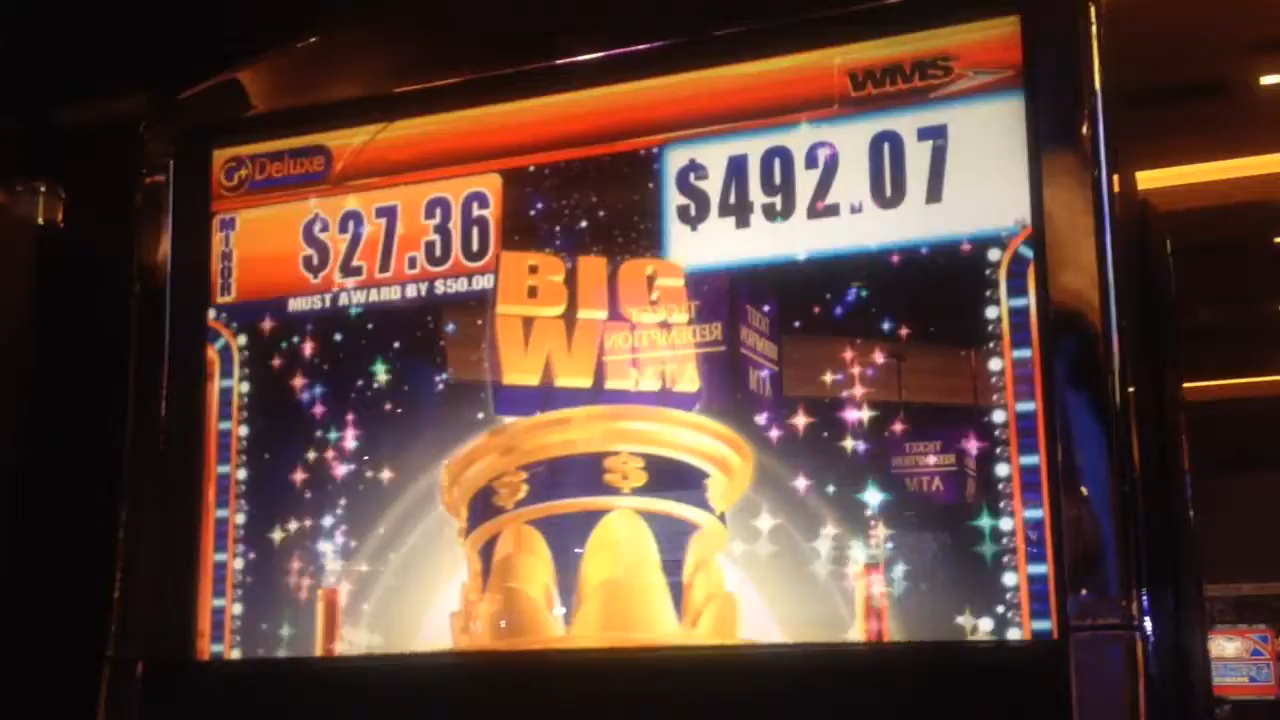 WMS
G+ Deluxe
$492.07
MINOR
$27.36
MUST AWARD BY $50.00
BIG
TICKET
REDEMPTION
ATM
TICKET
REDEMPTION
ATM
TICKET
REDEMPTION
ATM
$ $